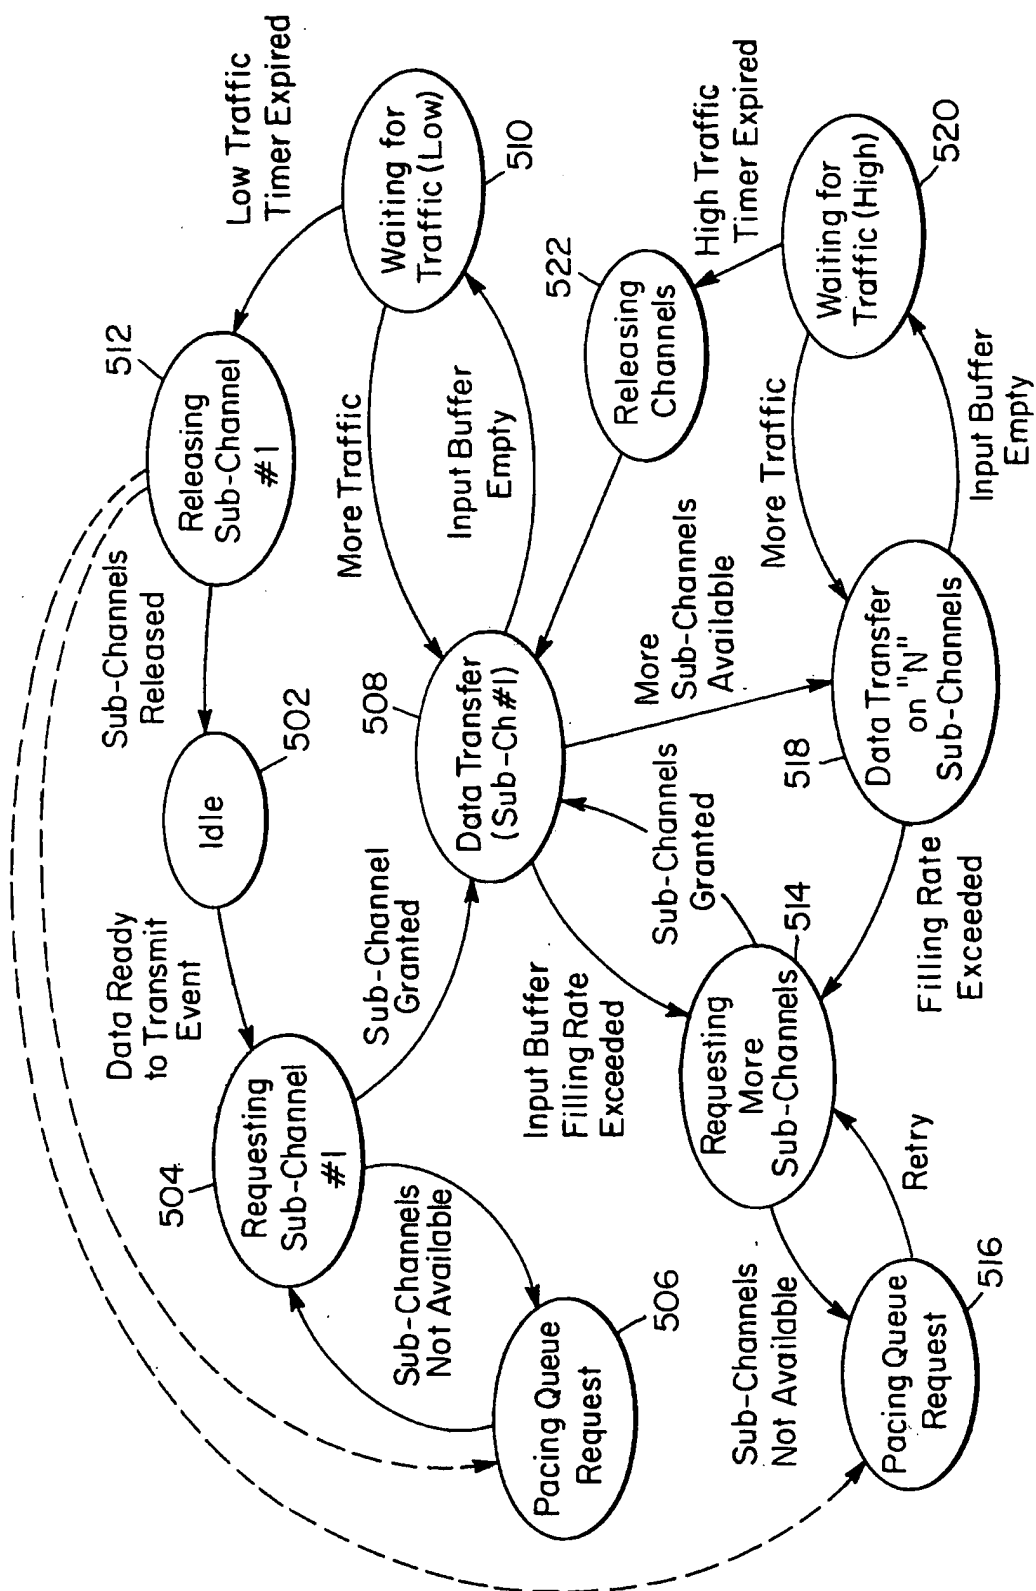 Data Ready
to Transmit
Event
Sub-Channels
Released
Low Traffic
Timer Expired
504
Requesting
Sub-Channel
#1
Idle
502
Releasing
Sub-Channel
#1
512
Sub-Channel
Granted
508
More Traffic
Waiting for
Traffic (Low)
510
Sub-Channels
Not Available
Pacing Queue
Request
506
Data Transfer
(Sub-Ch#1)
Input Buffer
Empty
Input Buffer
Filling Rate
Exceeded
Sub-Channels
Granted
More
Sub-Channels
Available
Releasing
Channels
522
High Traffic
Timer Expired
Requesting
More
Sub-Channels
514
518
More Traffic
Waiting for
Traffic (High)
520
Sub-Channels
Not Available
Retry
Filling Rate
Exceeded
Data Transfer
on "N"
Sub-Channels
Input Buffer
Empty
Pacing Queue
Request
516